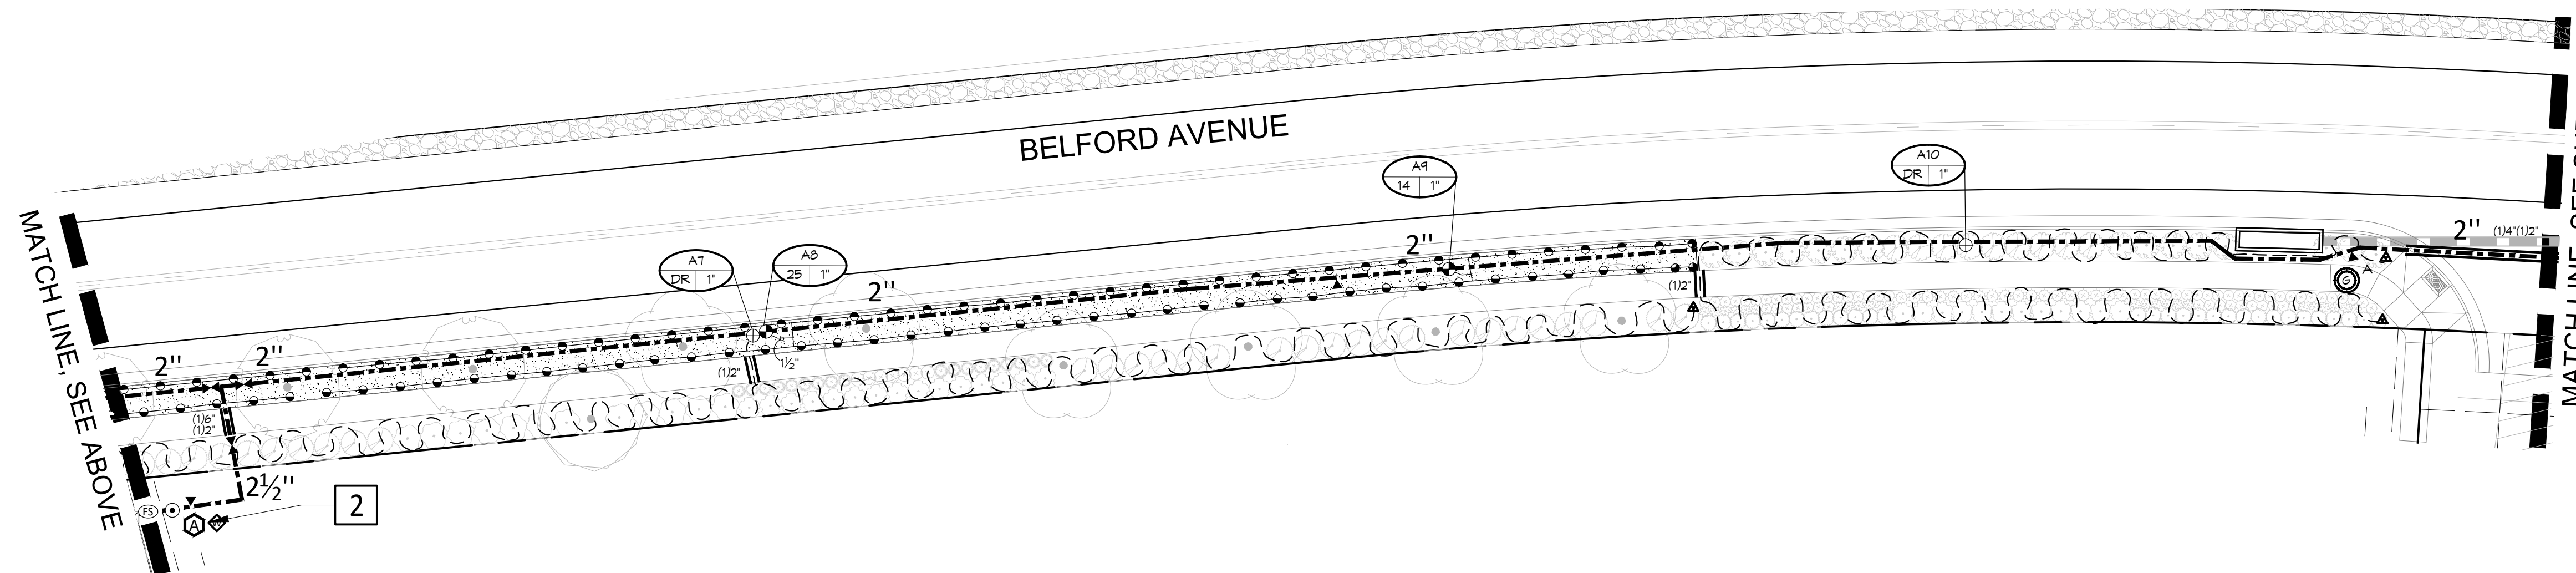 BELFORD AVENUE
A9
14 1"
A10
DR 1"
MATCH LINE, SEE ABOVE
A7
DR 1"
A8
25 1"
2"
2"
2"
2"
2"
(1)4"(1)2"
(1)2"
1½"
(1)2"
(1)6"
(1)2"
G
A
2½"
2
FS
A
W
MATCH LINE, SEE